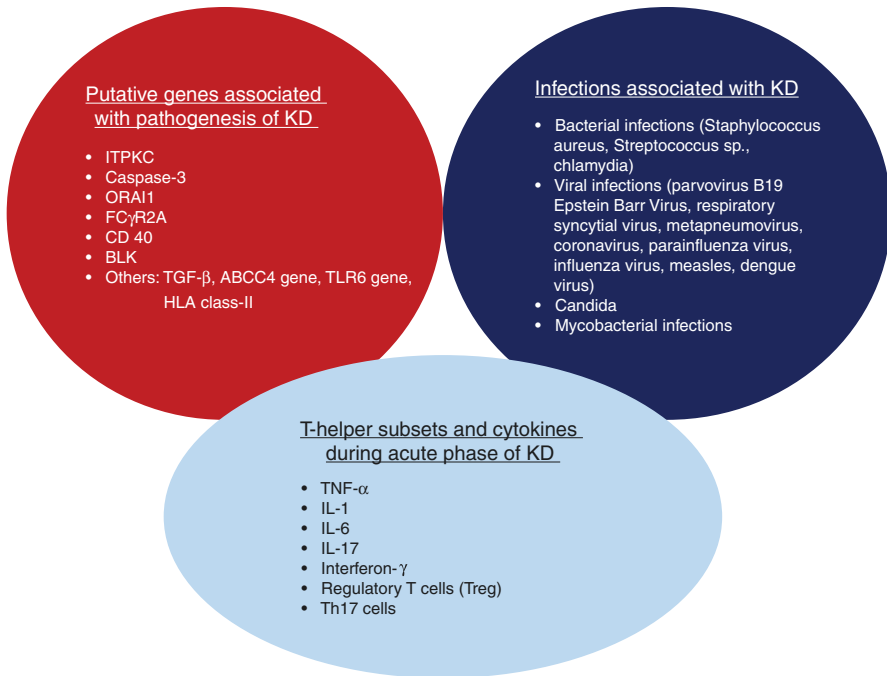 Putative genes associated
with pathogenesis of KD
• ITPKC
• Caspase-3
• ORAI1
• FCγR2A
• CD 40
• BLK
• Others: TGF-β, ABCC4 gene, TLR6 gene,
HLA class-II
Infections associated with KD
• Bacterial infections (Staphylococcus
aureus, Streptococcus sp.,
chlamydia)
• Viral infections (parvovirus B19
Epstein Barr Virus, respiratory
syncytial virus, metapneumovirus,
coronavirus, parainfluenza virus,
influenza virus, measles, dengue
virus)
• Candida
• Mycobacterial infections
T-helper subsets and cytokines
during acute phase of KD
• TNF-α
• IL-1
• IL-6
• IL-17
• Interferon-γ
• Regulatory T cells (Treg)
• Th17 cells